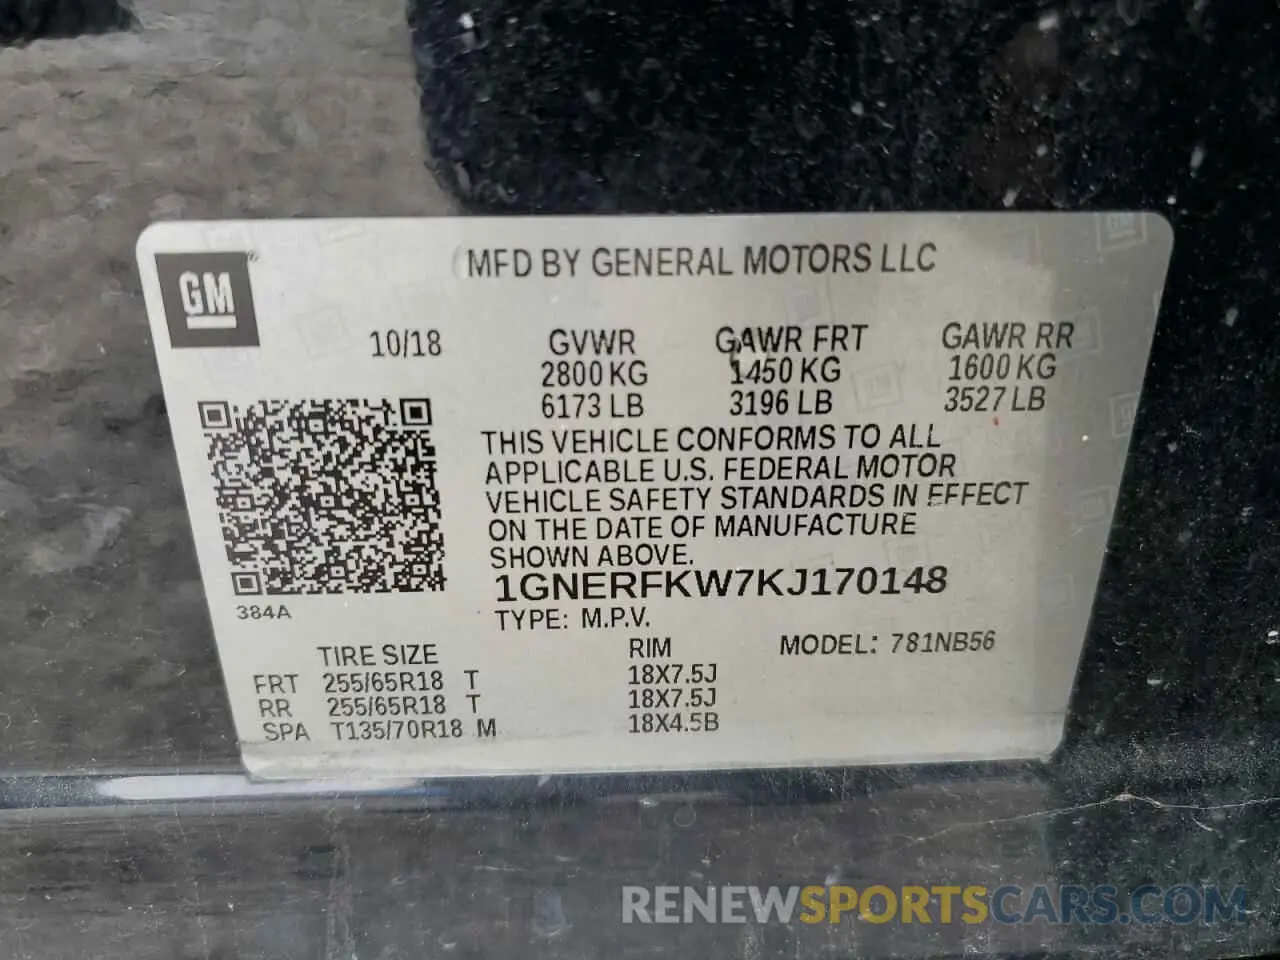 MFD BY GENERAL MOTORS LLC
GM
10/18 GVWR GAWR FRT GAWR RR
2800 KG 1450 KG 1600 KG
6173 LB 3196 LB 3527 LB
THIS VEHICLE CONFORMS TO ALL
APPLICABLE U.S. FEDERAL MOTOR
VEHICLE SAFETY STANDARDS IN EFFECT
ON THE DATE OF MANUFACTURE
SHOWN ABOVE.
1GNERFKW7KJ170148
384A
TYPE: M.P.V.
TIRE SIZE RIM MODEL: 781NB56
FRT 255/65R18 T 18X7.5J
RR 255/65R18 T 18X7.5J
SPA T135/70R18 M 18X4.5B
RENEWSPORTSCARS.COM